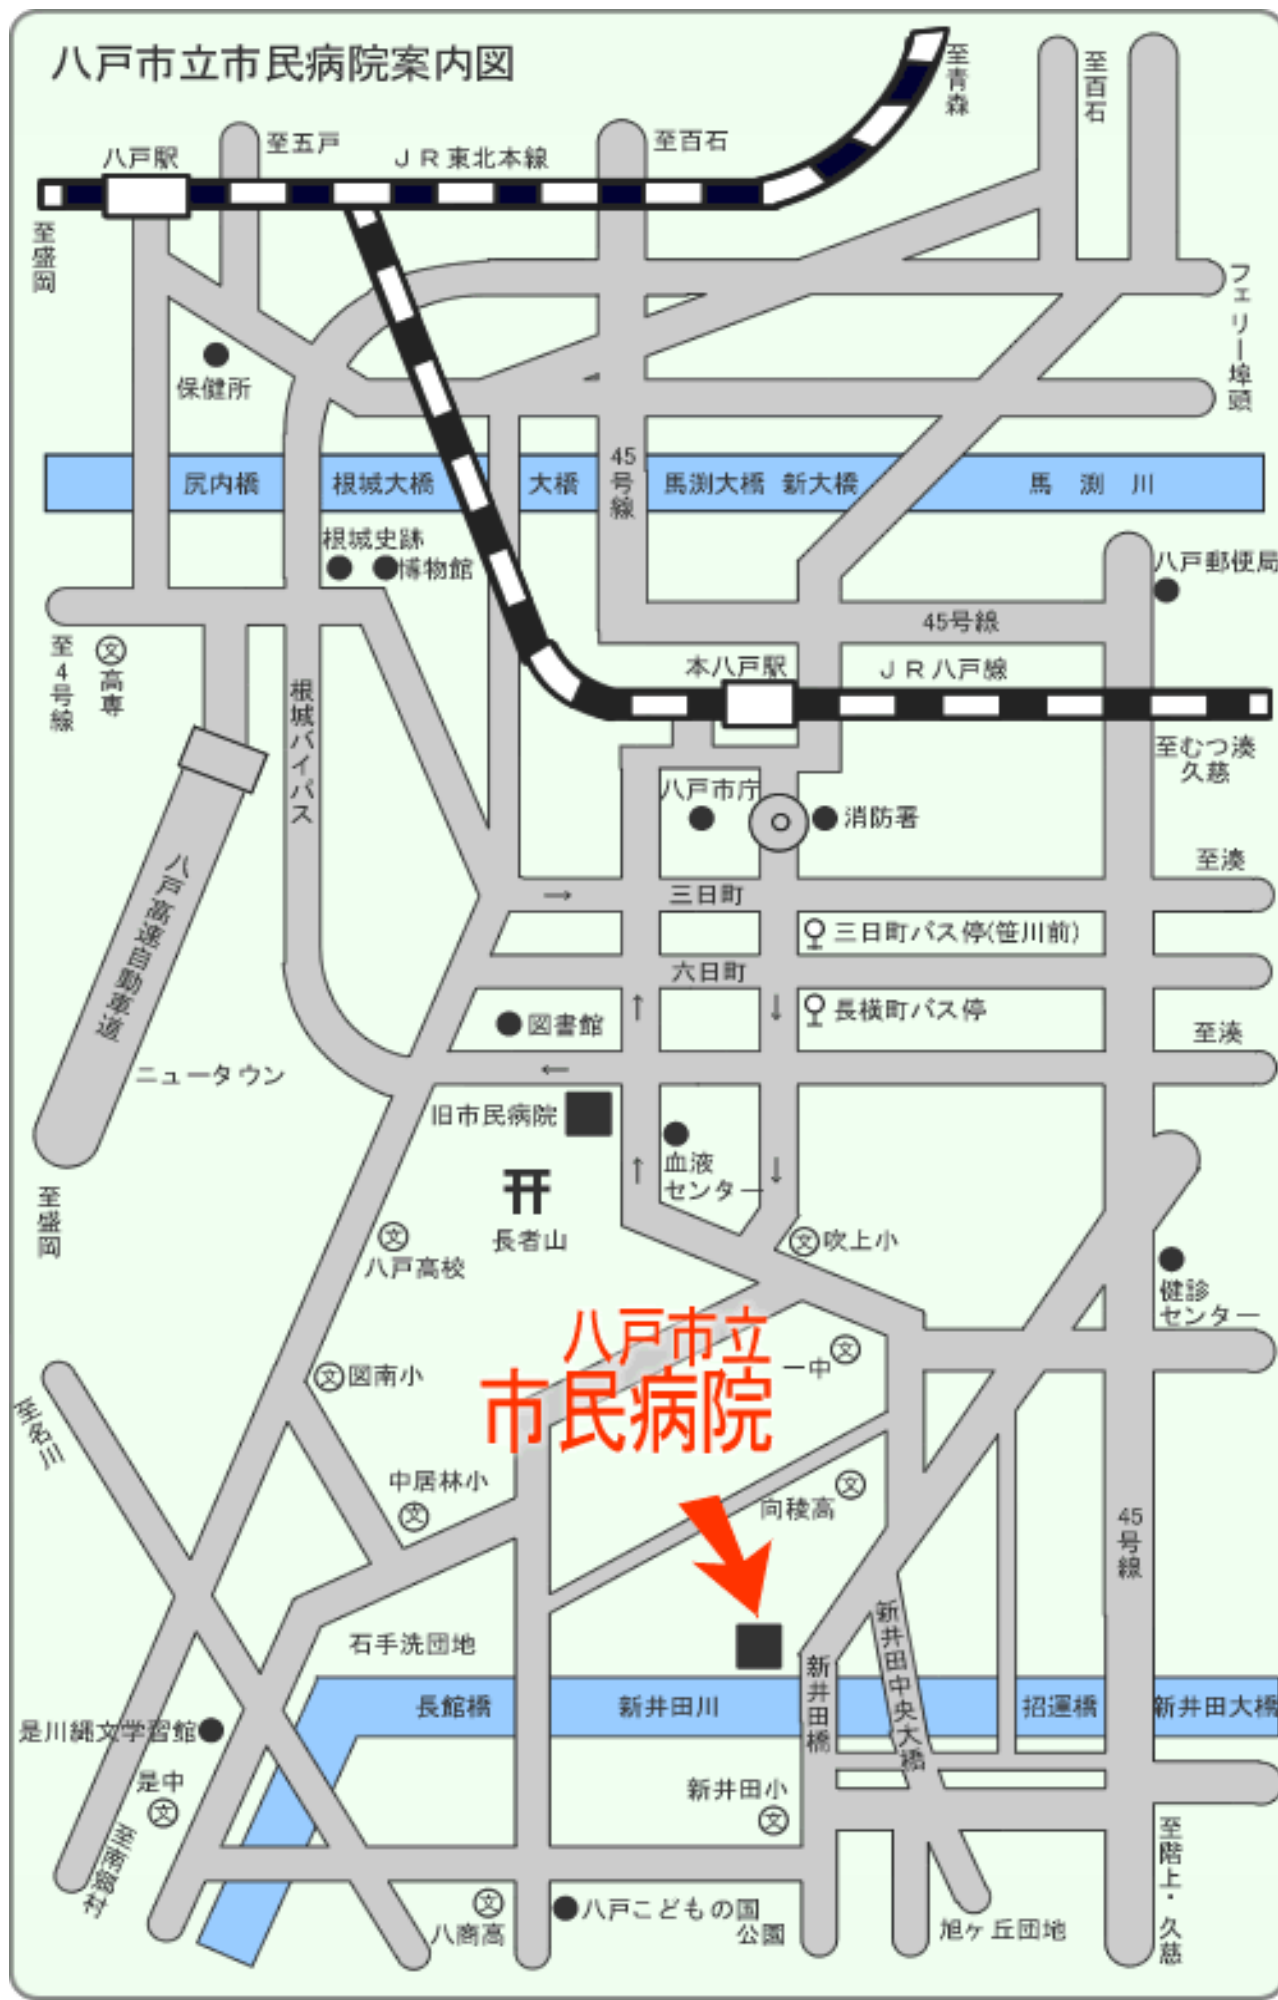 八戸市立市民病院案内図
至青森
至百石
至五戸
至百石
八戸駅
JR東北本線
至盛岡
フェリー埠頭
保健所
45号線
尻内橋
根城大橋
大橋
馬渕大橋
新大橋
馬渕川
根城史跡
博物館
八戸郵便局
45号線
至4号線
文
高専
根城バイパス
本八戸駅
JR八戸線
至むつ湊
久慈
八戸市庁
消防署
八戸高速自動車道
至湊
→
三日町
三日町バス停(笹川前)
六日町
↑
↓
長横町バス停
図書館
至湊
←
ニュータウン
旧市民病院
血液
センター
↑
↓
至盛岡
長者山
文
八戸高校
文吹上小
健診
センター
八戸市立
市民病院
一中文
文図南小
至名川
中居林小
文
向稜高
文
45号線
石手洗団地
新井田中央大橋
新井田橋
長館橋
新井田川
招運橋
新井田大橋
是川縄文学習館
是中
文
新井田小
文
至南郷村
至階上・久慈
文
八商高
八戸こどもの国
公園
旭ヶ丘団地